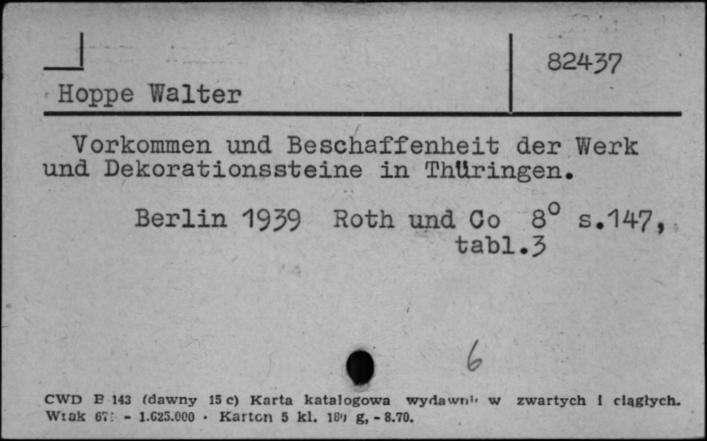 82437
Hoppe Walter
Vorkommen und Beschaffenheit der Werk
und Dekorationssteine in Thüringen.
Berlin 1939 Roth und Co 8° s.147,
tabl.3
6
CWD B 143 (dawny 15 c) Karta katalogowa wydawn. w zwartych i ciągłych.
- 1.625.000 · Karton 5 kl. g, - 8.70.